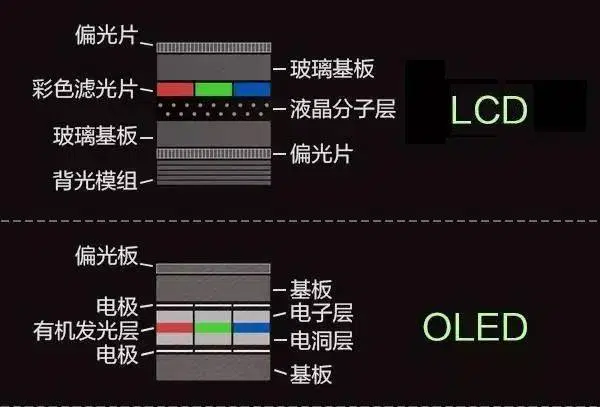 偏光片
玻璃基板
彩色滤光片
液晶分子层
LCD
玻璃基板
偏光片
背光模组
偏光板
基板
电极
电子层
有机发光层
OLED
电洞层
电极
基板